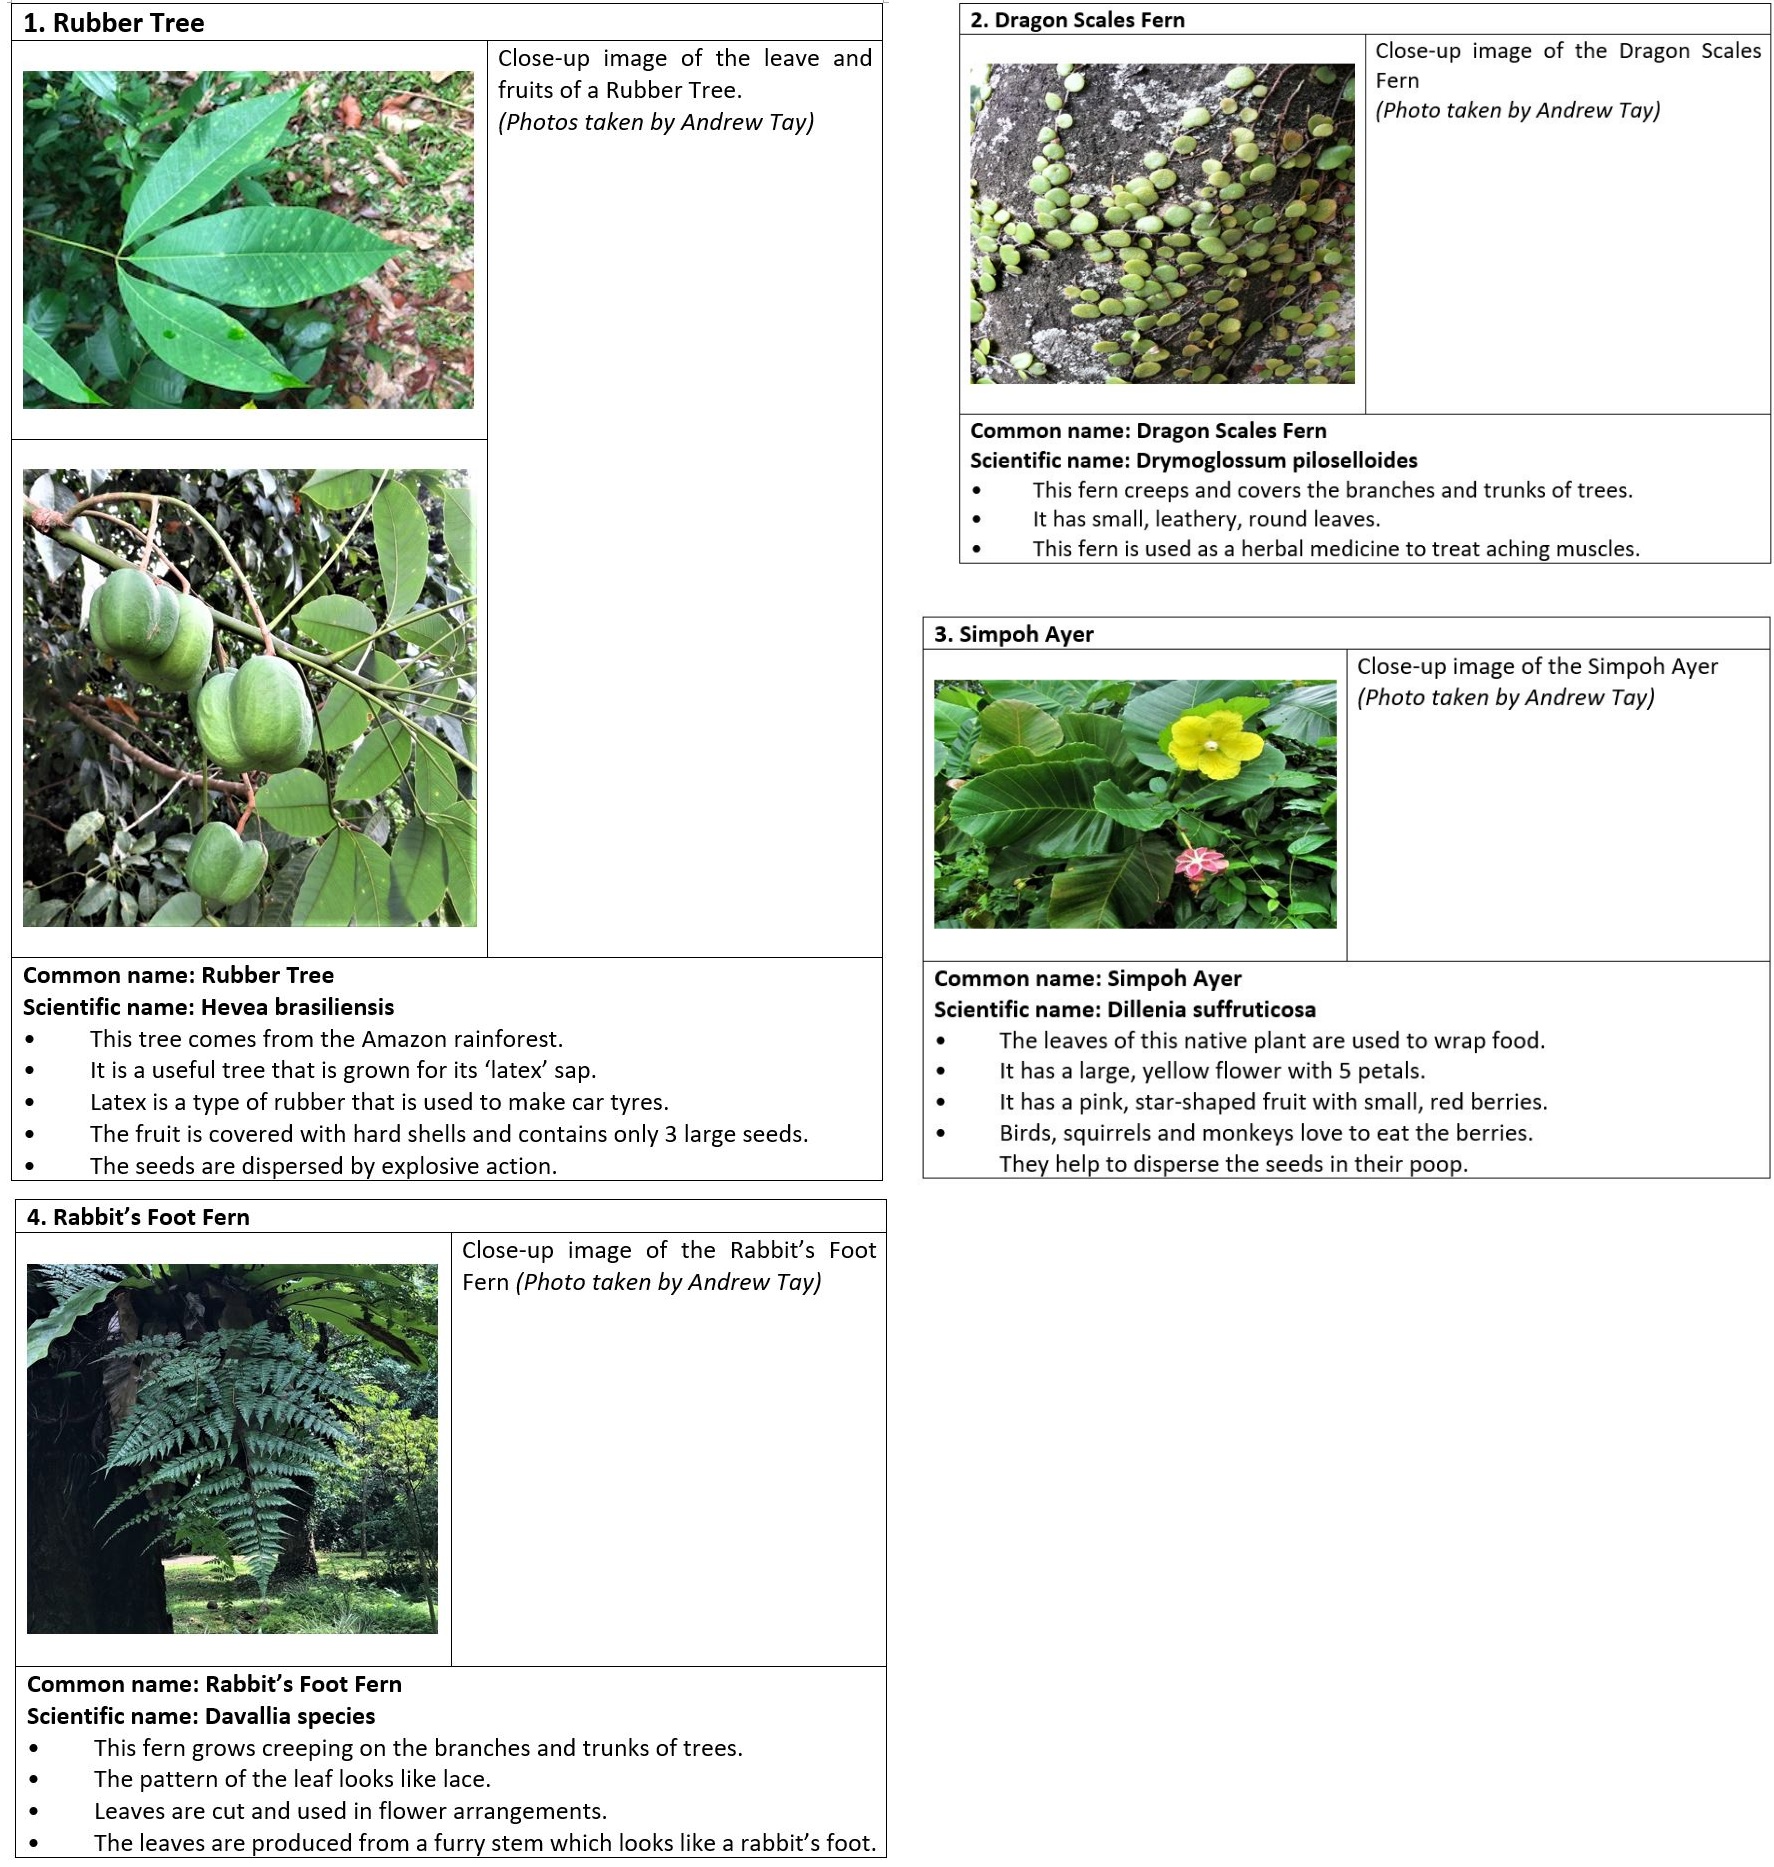 1. Rubber Tree
Close-up image of the leave and
fruits of a Rubber Tree.
(Photos taken by Andrew Tay)
Common name: Rubber Tree
Scientific name: Hevea brasiliensis
• This tree comes from the Amazon rainforest.
• It is a useful tree that is grown for its ‘latex’ sap.
• Latex is a type of rubber that is used to make car tyres.
• The fruit is covered with hard shells and contains only 3 large seeds.
• The seeds are dispersed by explosive action.
2. Dragon Scales Fern
Close-up image of the Dragon Scales
Fern
(Photo taken by Andrew Tay)
Common name: Dragon Scales Fern
Scientific name: Drymoglossum piloselloides
• This fern creeps and covers the branches and trunks of trees.
• It has small, leathery, round leaves.
• This fern is used as a herbal medicine to treat aching muscles.
3. Simpoh Ayer
Close-up image of the Simpoh Ayer
(Photo taken by Andrew Tay)
Common name: Simpoh Ayer
Scientific name: Dillenia suffruticosa
• The leaves of this native plant are used to wrap food.
• It has a large, yellow flower with 5 petals.
• It has a pink, star-shaped fruit with small, red berries.
• Birds, squirrels and monkeys love to eat the berries.
They help to disperse the seeds in their poop.
4. Rabbit’s Foot Fern
Close-up image of the Rabbit’s Foot
Fern (Photo taken by Andrew Tay)
Common name: Rabbit’s Foot Fern
Scientific name: Davallia species
• This fern grows creeping on the branches and trunks of trees.
• The pattern of the leaf looks like lace.
• Leaves are cut and used in flower arrangements.
• The leaves are produced from a furry stem which looks like a rabbit’s foot.